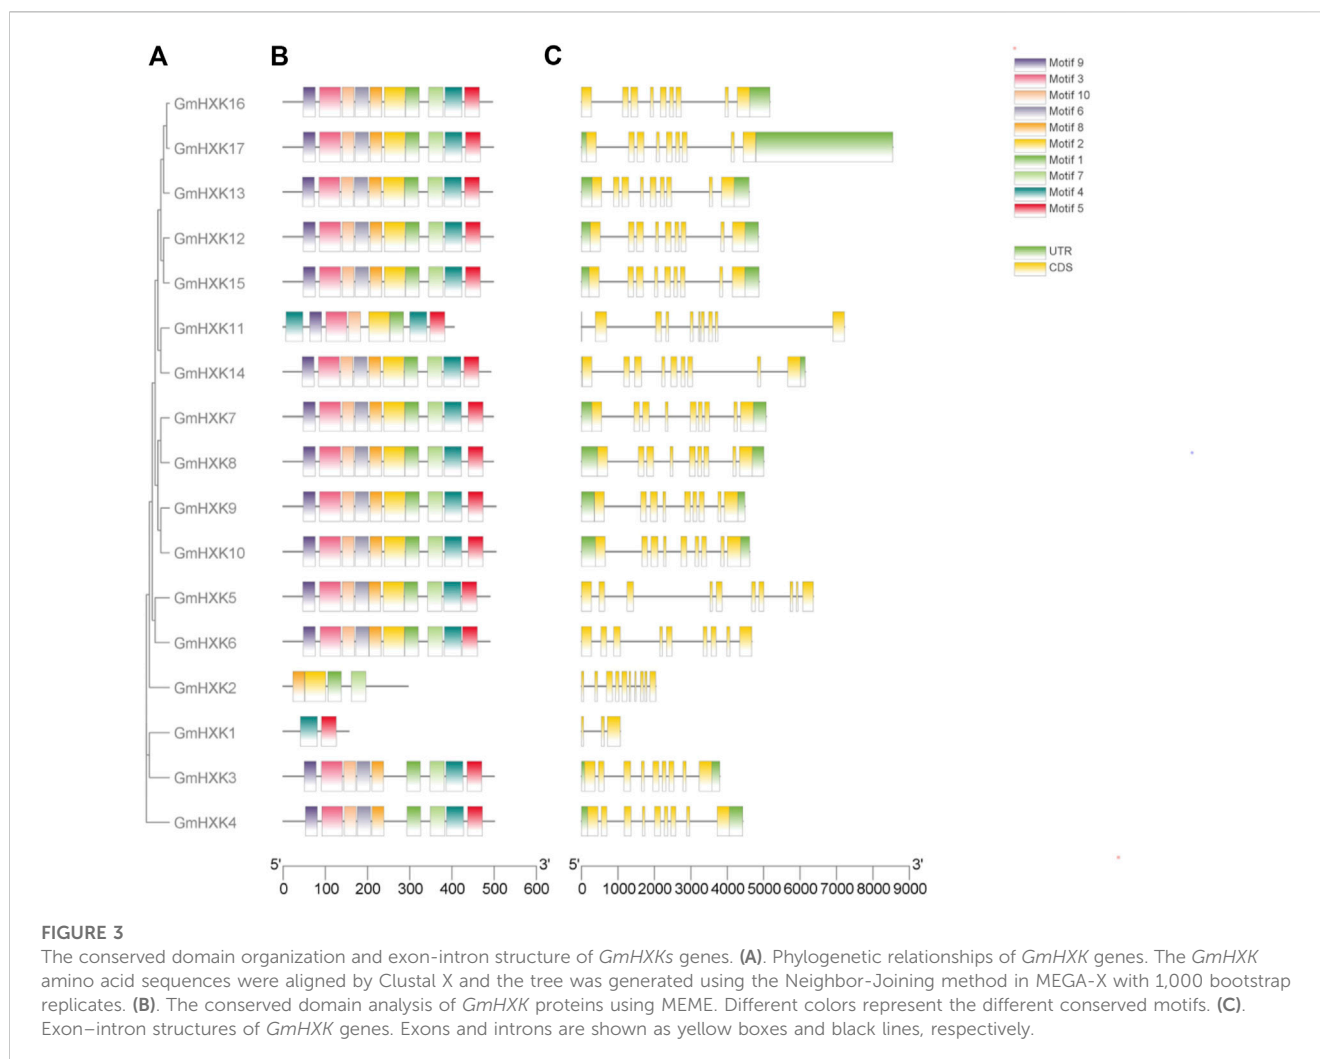 A B C
GmHXK16
GmHXK17
GmHXK13
GmHXK12
GmHXK15
GmHXK11
GmHXK14
GmHXK7
GmHXK8
GmHXK9
GmHXK10
GmHXK5
GmHXK6
GmHXK2
GmHXK1
GmHXK3
GmHXK4
Motif 9
Motif 3
Motif 10
Motif 6
Motif 8
Motif 2
Motif 1
Motif 7
Motif 4
Motif 5
UTR
CDS
5' 3' 5' 3'
0 100 200 300 400 500 600 0 1000 2000 3000 4000 5000 6000 7000 8000 9000
FIGURE 3
The conserved domain organization and exon-intron structure of GmHXKs genes. (A). Phylogenetic relationships of GmHXK genes. The GmHXK
amino acid sequences were aligned by Clustal X and the tree was generated using the Neighbor-Joining method in MEGA-X with 1,000 bootstrap
replicates. (B). The conserved domain analysis of GmHXK proteins using MEME. Different colors represent the different conserved motifs. (C).
Exon–intron structures of GmHXK genes. Exons and introns are shown as yellow boxes and black lines, respectively.